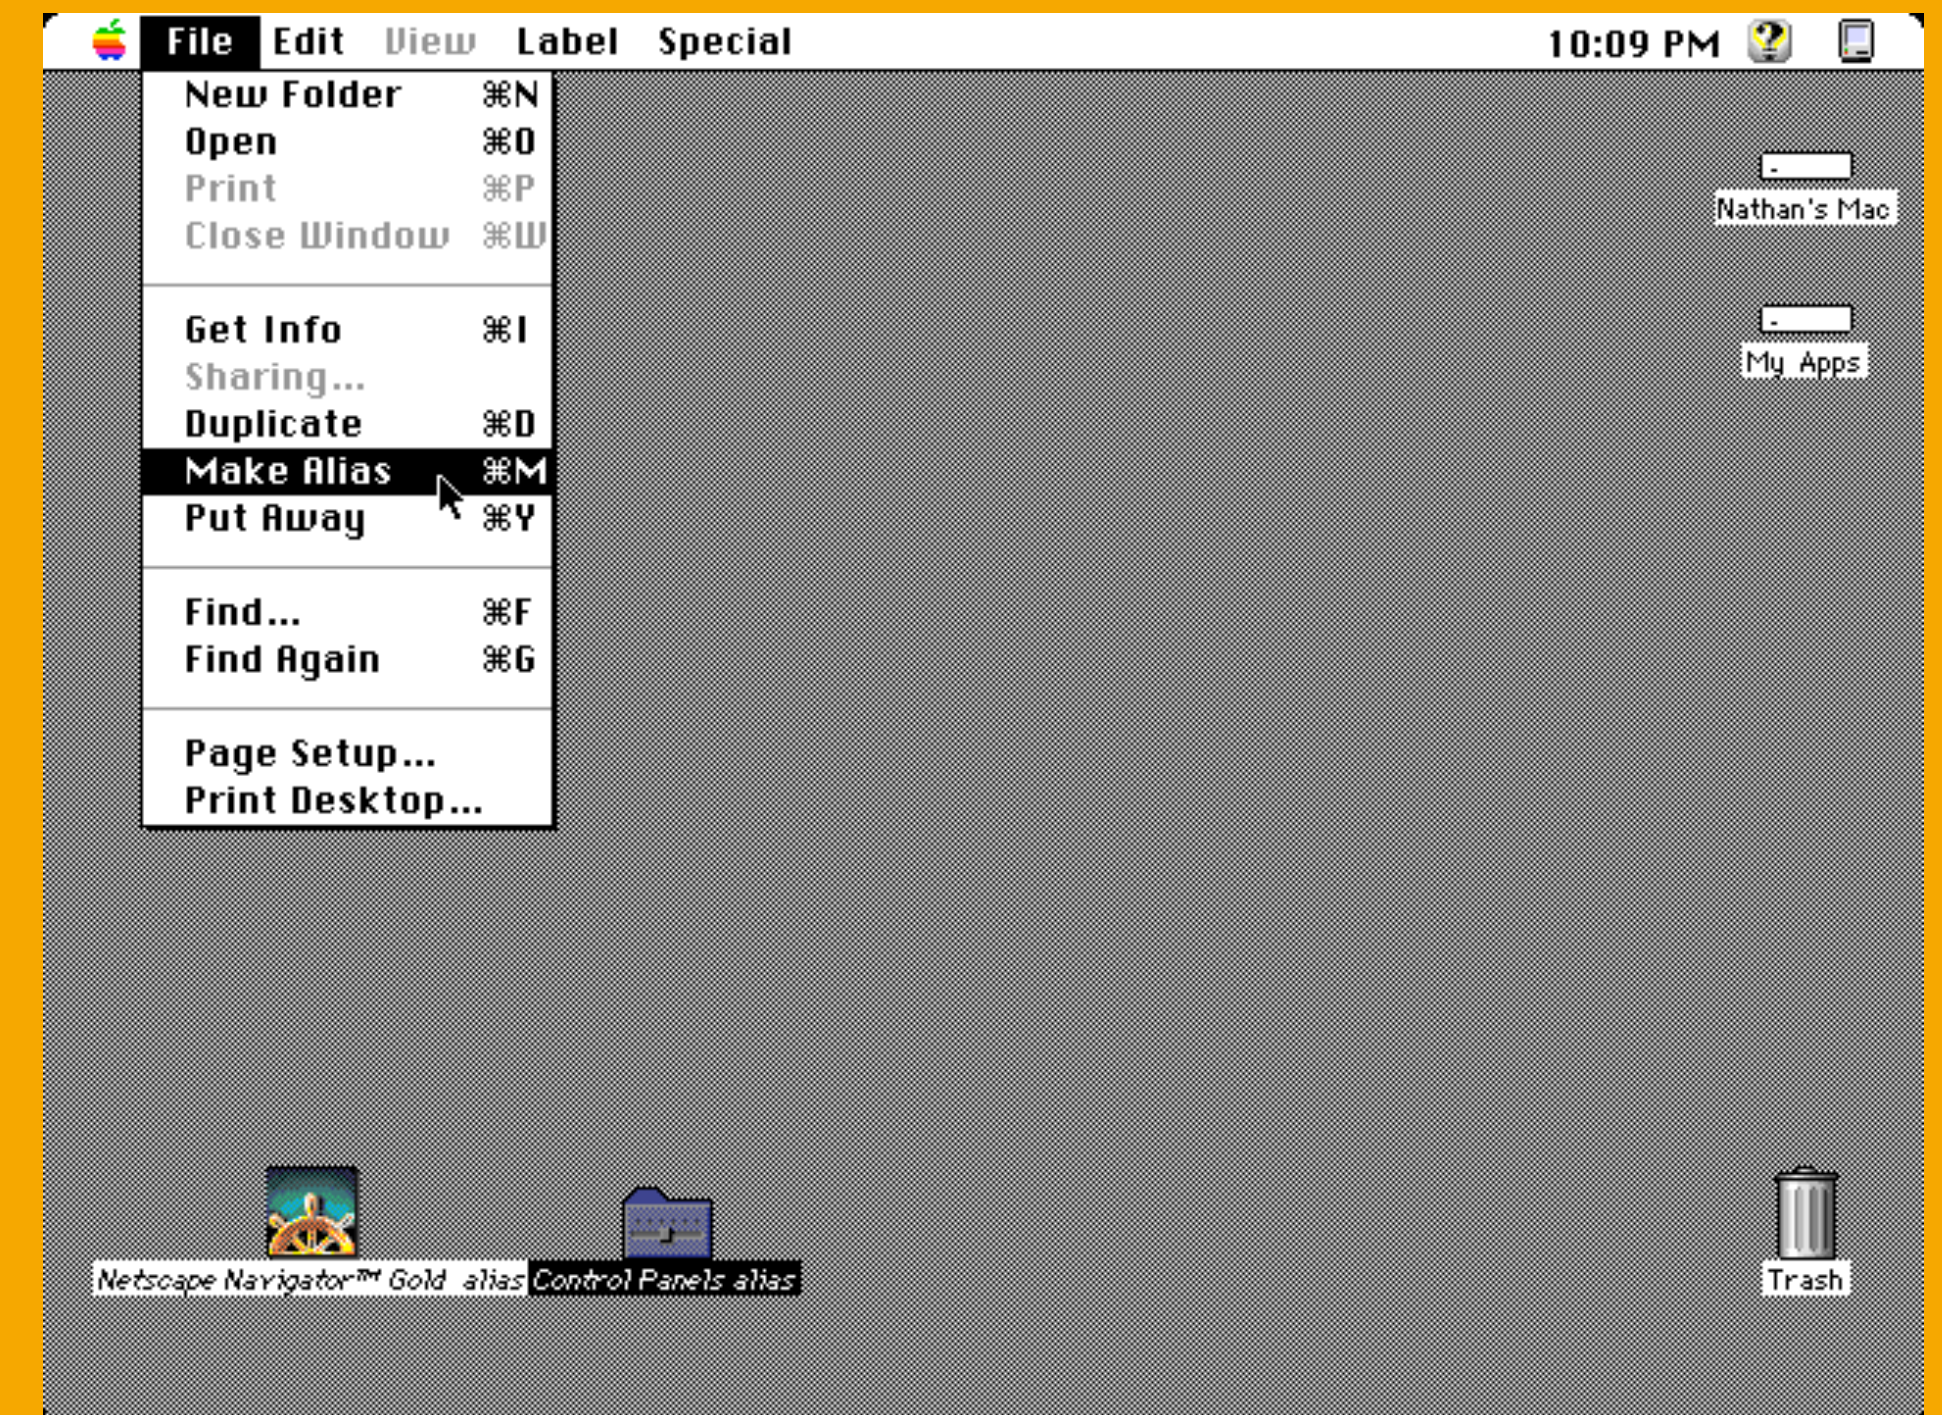 File Edit View Label Special 10:09 PM
New Folder ⌘N
Open ⌘O
Print ⌘P
Close Window ⌘W
Get Info ⌘I
Sharing...
Duplicate ⌘D
Make Alias ⌘M
Put Away ⌘Y
Find... ⌘F
Find Again ⌘G
Page Setup...
Print Desktop...
Nathan's Mac
My Apps
Netscape Navigator™ Gold alias
Control Panels alias
Trash